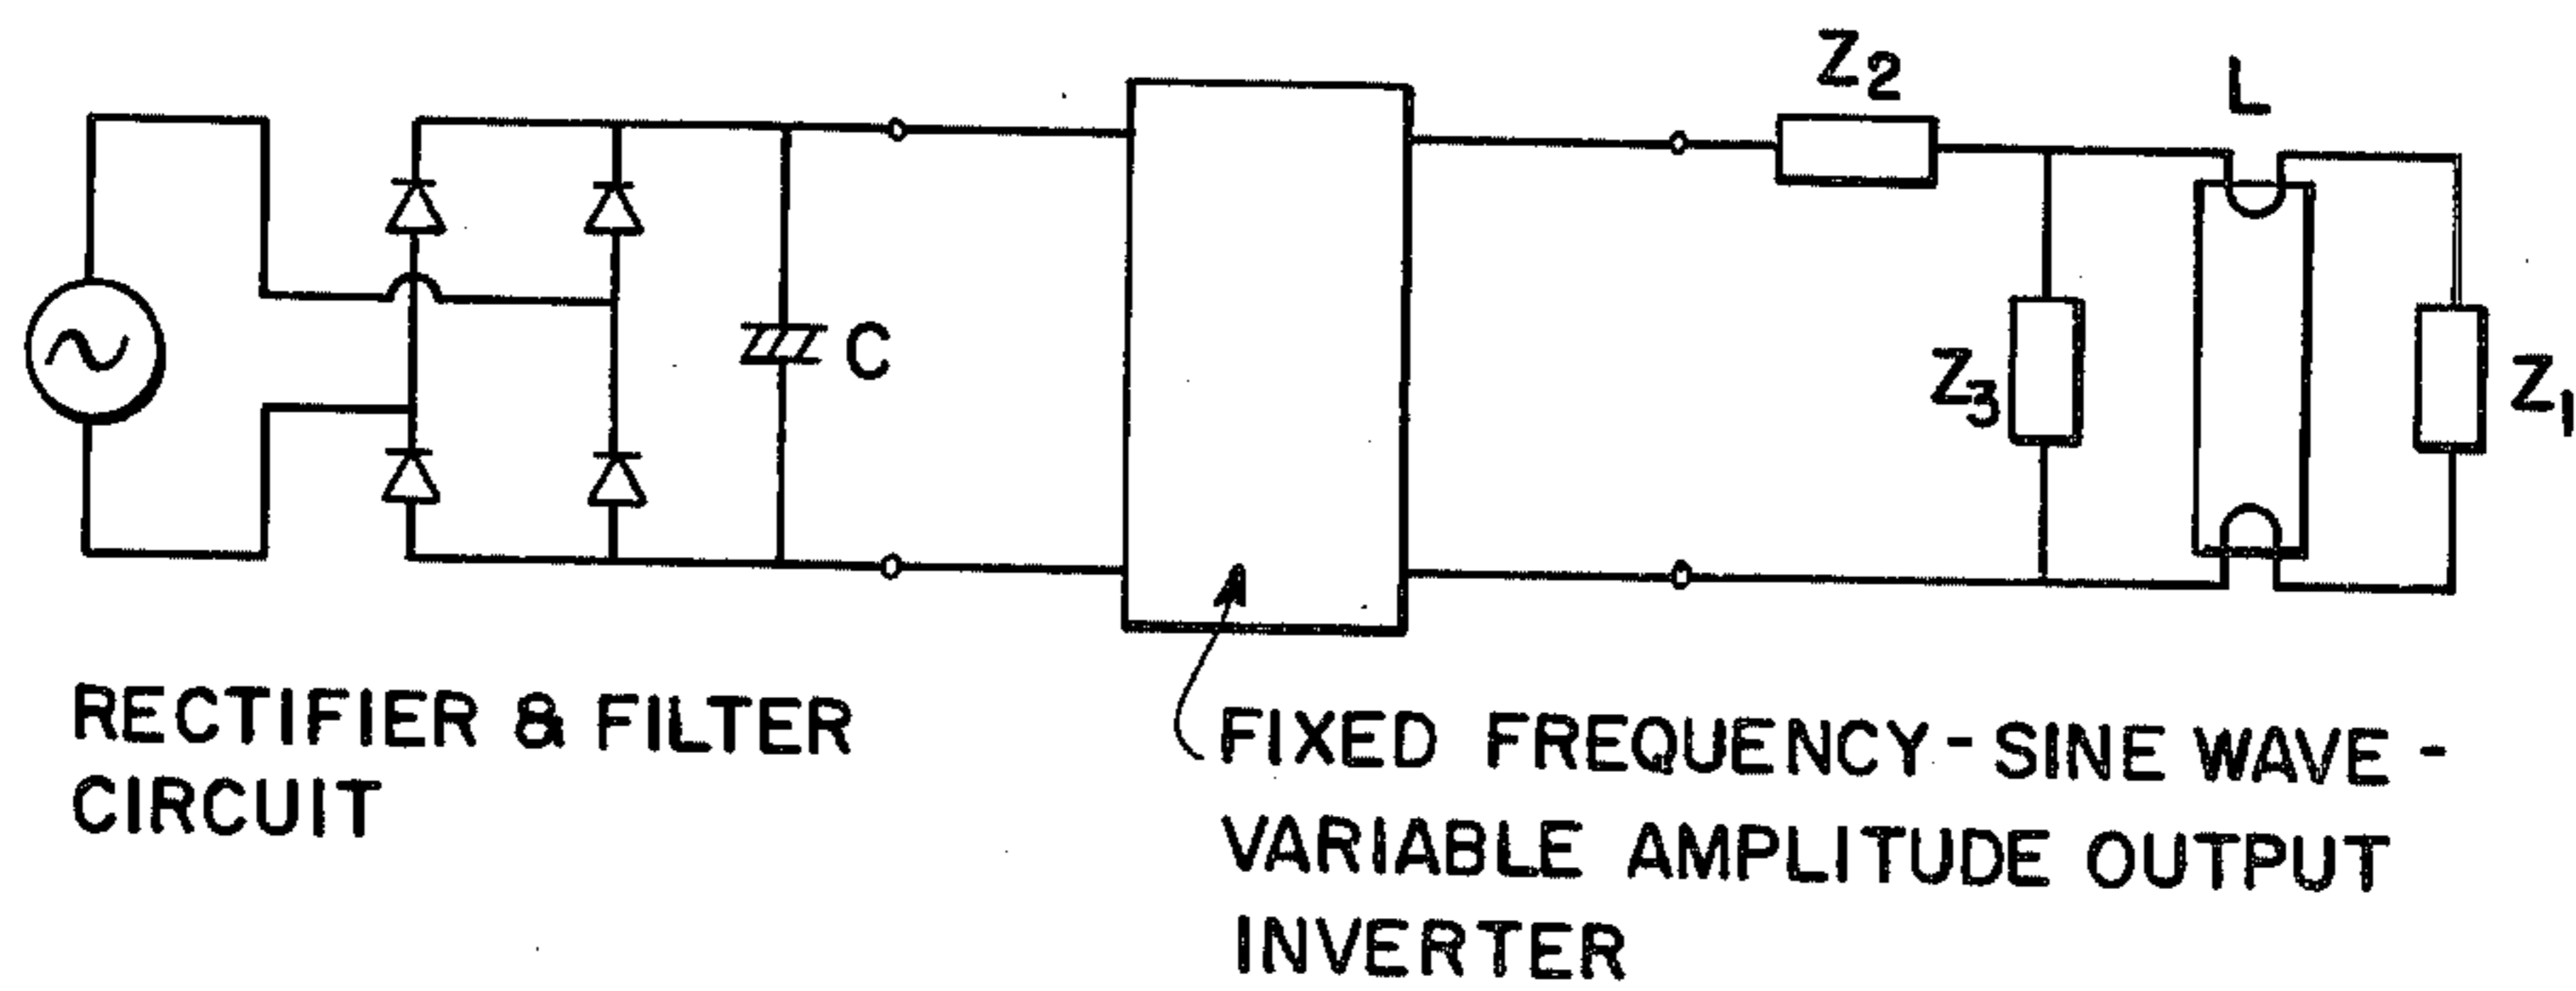 Z2
L
C
Z3
Z1
RECTIFIER & FILTER
CIRCUIT
FIXED FREQUENCY - SINE WAVE -
VARIABLE AMPLITUDE OUTPUT
INVERTER